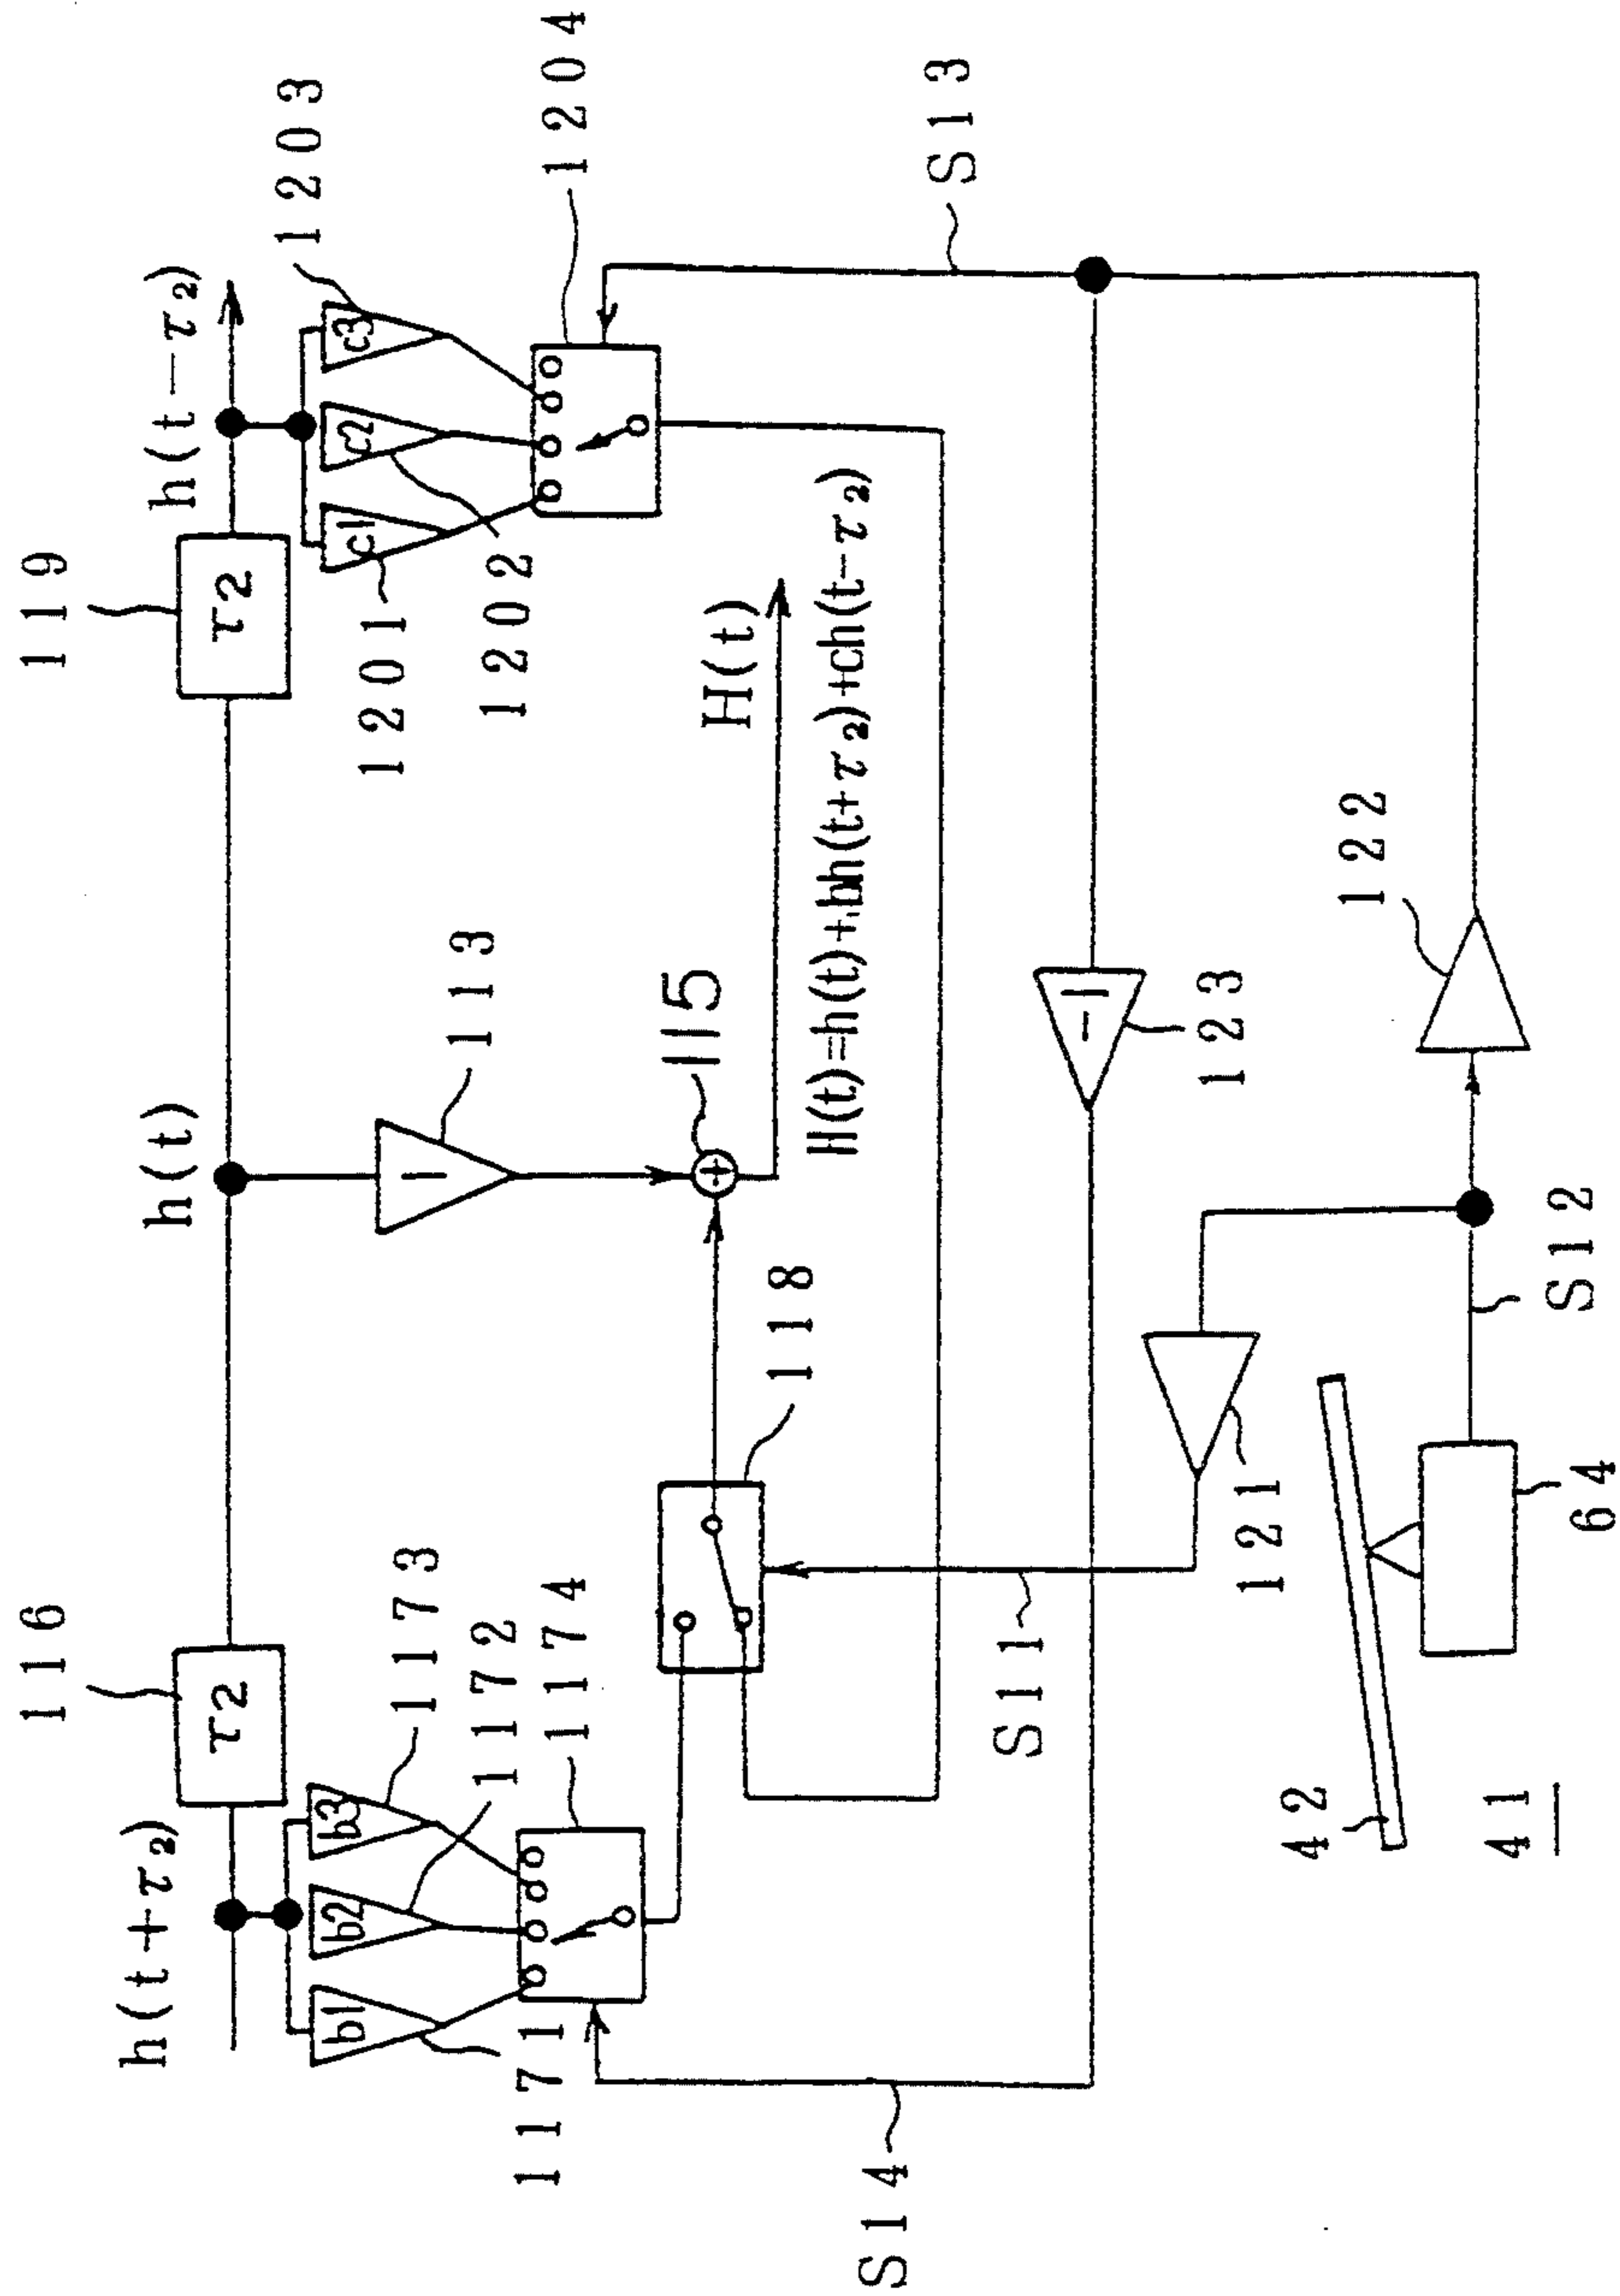 116
119
h(t+τ₂)
h(t)
h(t−τ₂)
τ2
τ2
b1
b2
b3
1173
1172
1174
1171
113
1
c1
c2
c3
1203
1204
1201
1202
118
115
+
H(t)
H(t)=h(t)+bh(t+τ₂)+ch(t−τ₂)
S14
S11
S13
121
123
−1
122
42
41
64
S12